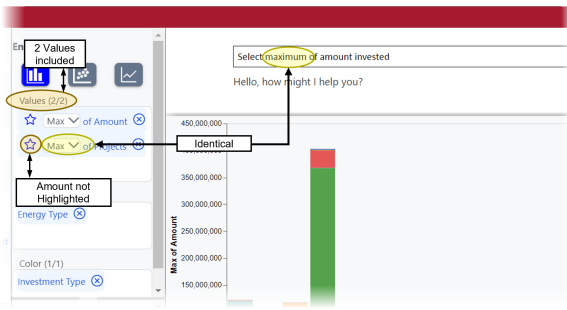 En
2 Values
included
Values (2/2)
Max of Amount
Max of Projects
Amount not
Highlighted
Energy Type
Color (1/1)
Investment Type
Select maximum of amount invested
Hello, how might I help you?
Identical
450,000,000
350,000,000
300,000,000
250,000,000
200,000,000
150,000,000
Max of Amount